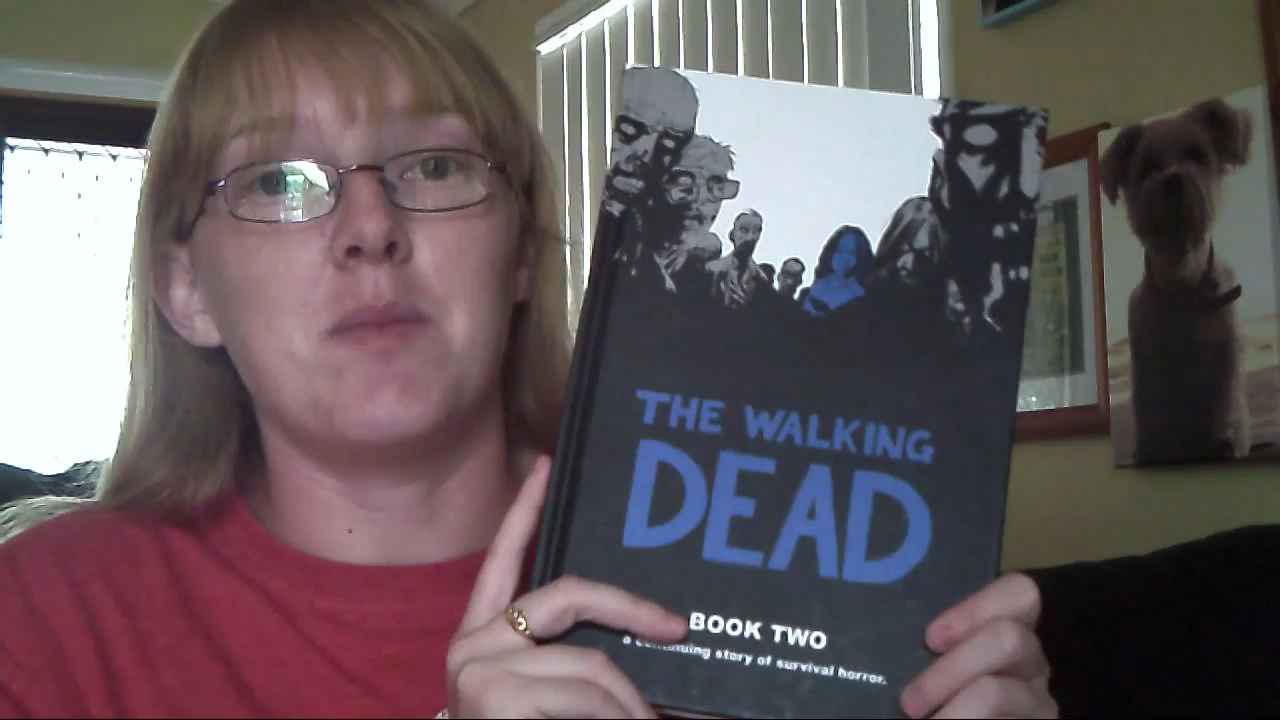 THE WALKING
DEAD
BOOK TWO
a continuing story of survival horror.